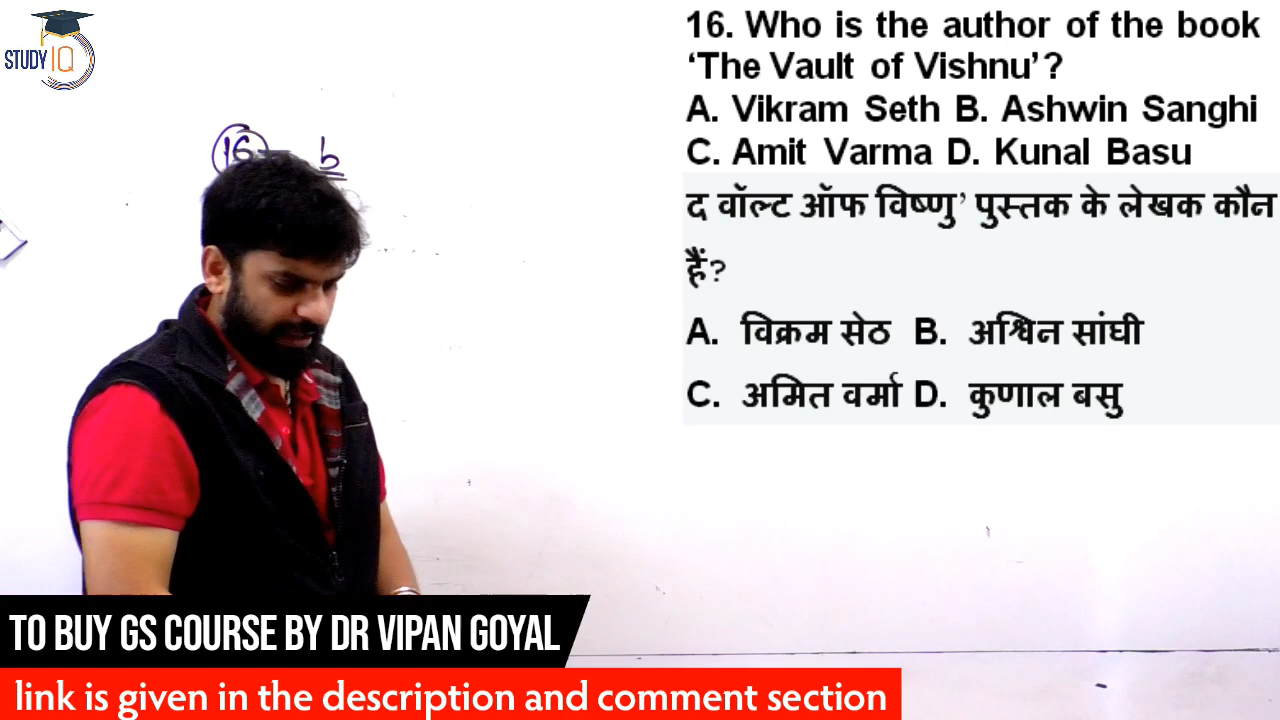 STUDY IQ
16 - b
16. Who is the author of the book
‘The Vault of Vishnu’?
A. Vikram Seth B. Ashwin Sanghi
C. Amit Varma D. Kunal Basu
द वॉल्ट ऑफ विष्णु’ पुस्तक के लेखक कौन
हैं?
A. विक्रम सेठ B. अश्विन सांघी
C. अमित वर्मा D. कुणाल बसु
TO BUY GS COURSE BY DR VIPAN GOYAL
link is given in the description and comment section